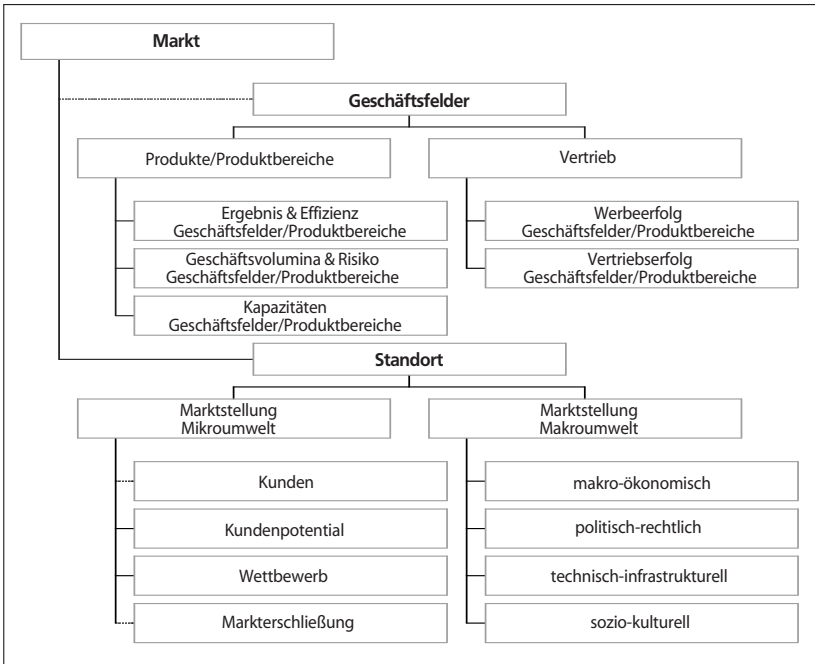 Markt
Geschäftsfelder
Produkte/Produktbereiche
Vertrieb
Ergebnis & Effizienz
Geschäftsfelder/Produktbereiche
Werbeerfolg
Geschäftsfelder/Produktbereiche
Geschäftsvolumina & Risiko
Geschäftsfelder/Produktbereiche
Vertriebserfolg
Geschäftsfelder/Produktbereiche
Kapazitäten
Geschäftsfelder/Produktbereiche
Standort
Marktstellung
Mikroumwelt
Marktstellung
Makroumwelt
Kunden
makro-ökonomisch
Kundenpotential
politisch-rechtlich
Wettbewerb
technisch-infrastrukturell
Markterschließung
sozio-kulturell